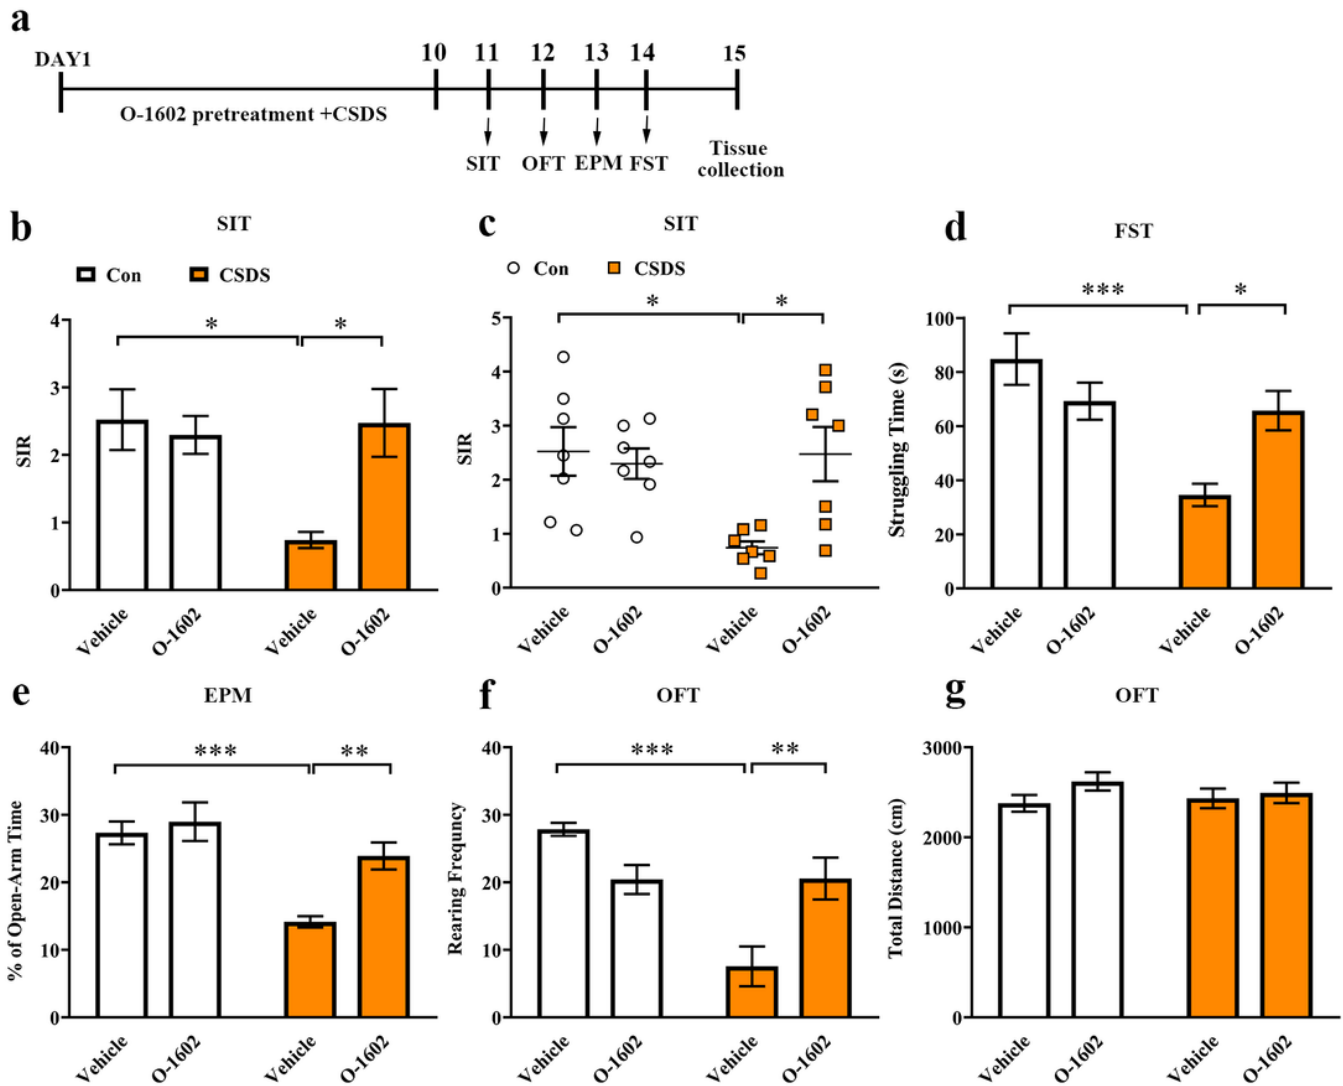 a
DAY1 10 11 12 13 14 15
O-1602 pretreatment +CSDS
SIT OFT EPM FST Tissue
collection
b SIT
Con CSDS
* *
SIR
4
3
2
1
0
Vehicle O-1602 Vehicle O-1602
c SIT
Con CSDS
* *
SIR
5
4
3
2
1
0
Vehicle O-1602 Vehicle O-1602
d FST
*** *
Struggling Time (s)
100
80
60
40
20
0
Vehicle O-1602 Vehicle O-1602
e EPM
*** **
% of Open-Arm Time
40
30
20
10
0
Vehicle O-1602 Vehicle O-1602
f OFT
*** **
Rearing Frequncy
40
30
20
10
0
Vehicle O-1602 Vehicle O-1602
g OFT
Total Distance (cm)
3000
2000
1000
0
Vehicle O-1602 Vehicle O-1602